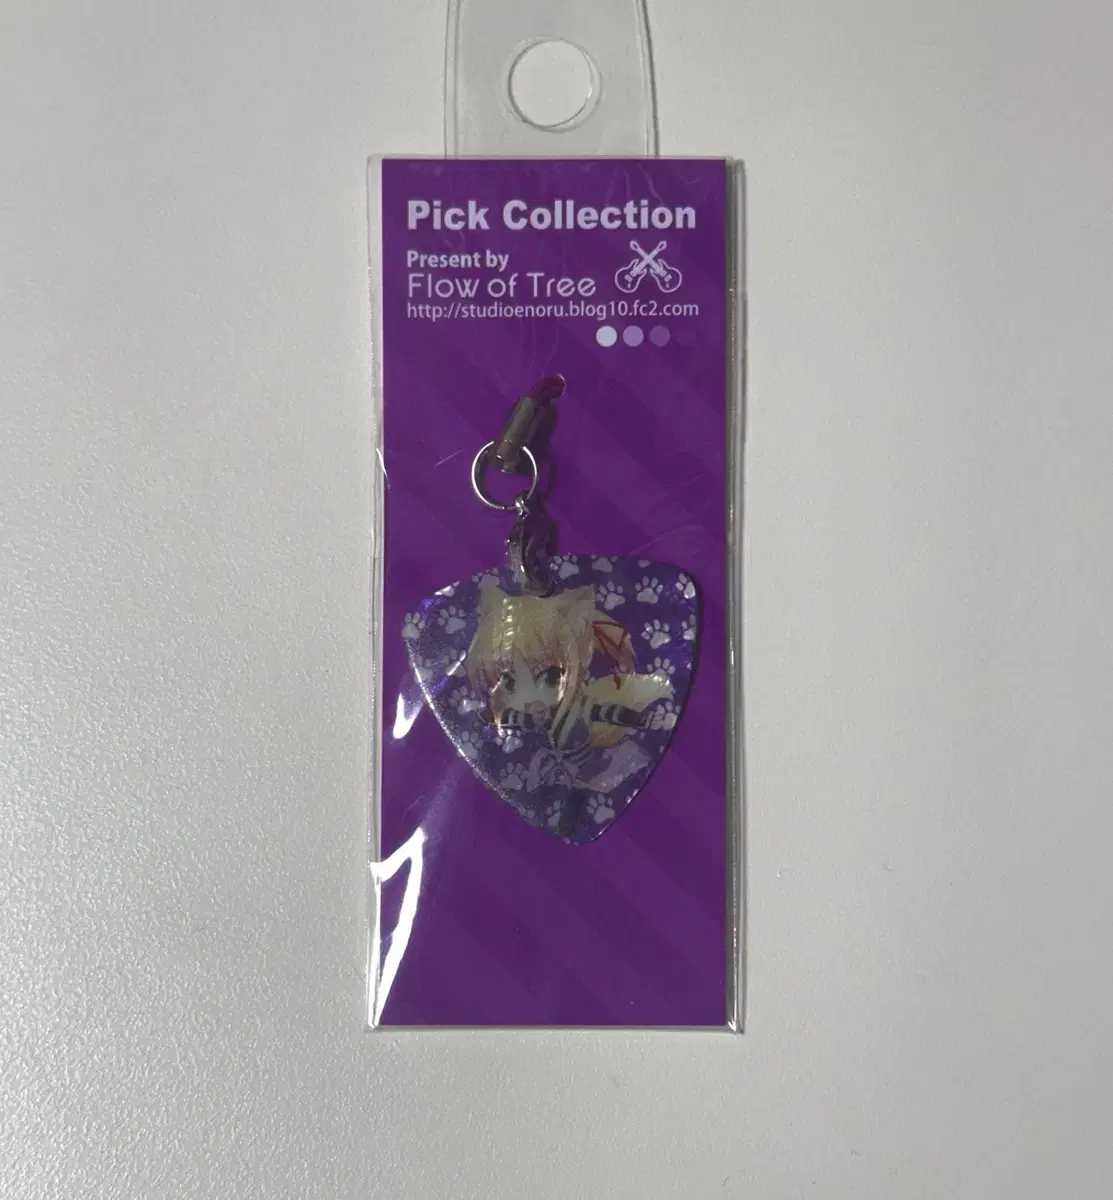 Pick Collection
Present by
Flow of Tree
http://studioenoru.blog10.fc2.com